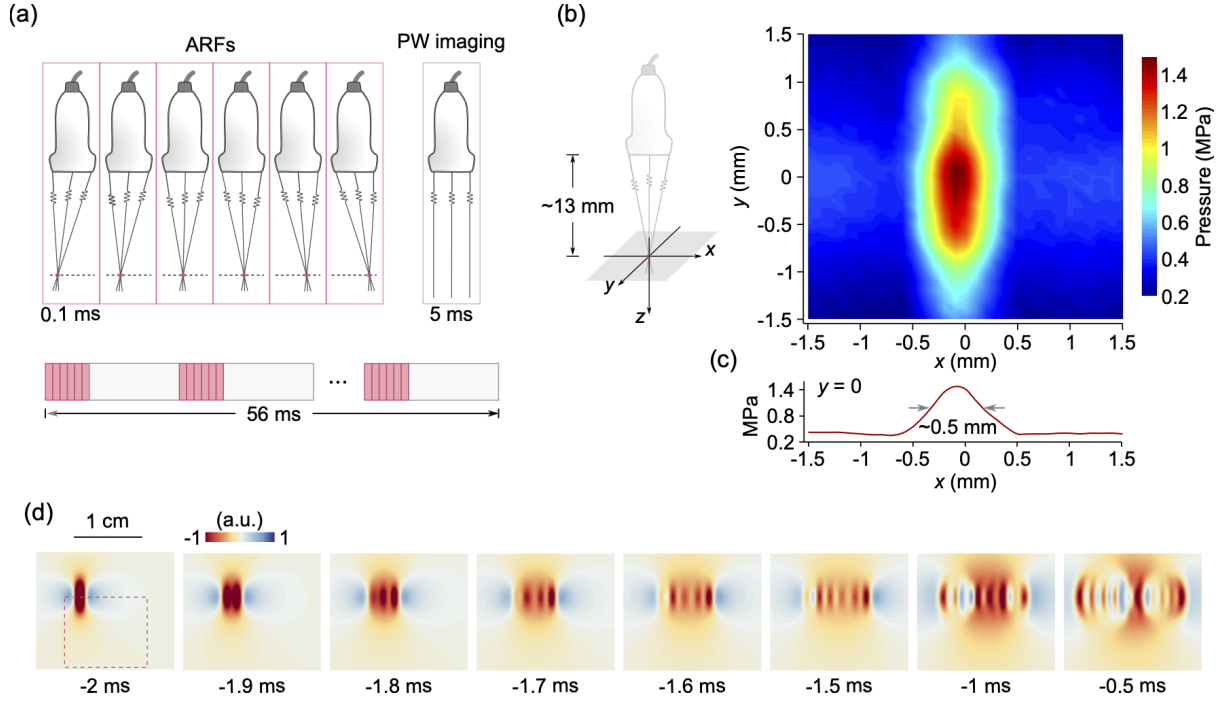 (a)
ARFs
PW imaging
0.1 ms
5 ms
...
56 ms
(b)
~13 mm
x
y
z
1.5
1
0.5
0
-0.5
-1
-1.5
y (mm)
-1.5 -1 -0.5 0 0.5 1 1.5
x (mm)
1.4
1.2
1
0.8
0.6
0.4
0.2
Pressure (MPa)
(c)
y = 0
1.4
0.8
0.2
MPa
~0.5 mm
-1.5 -1 -0.5 0 0.5 1 1.5
x (mm)
(d)
1 cm
(a.u.)
-1 1
-2 ms -1.9 ms -1.8 ms -1.7 ms -1.6 ms -1.5 ms -1 ms -0.5 ms